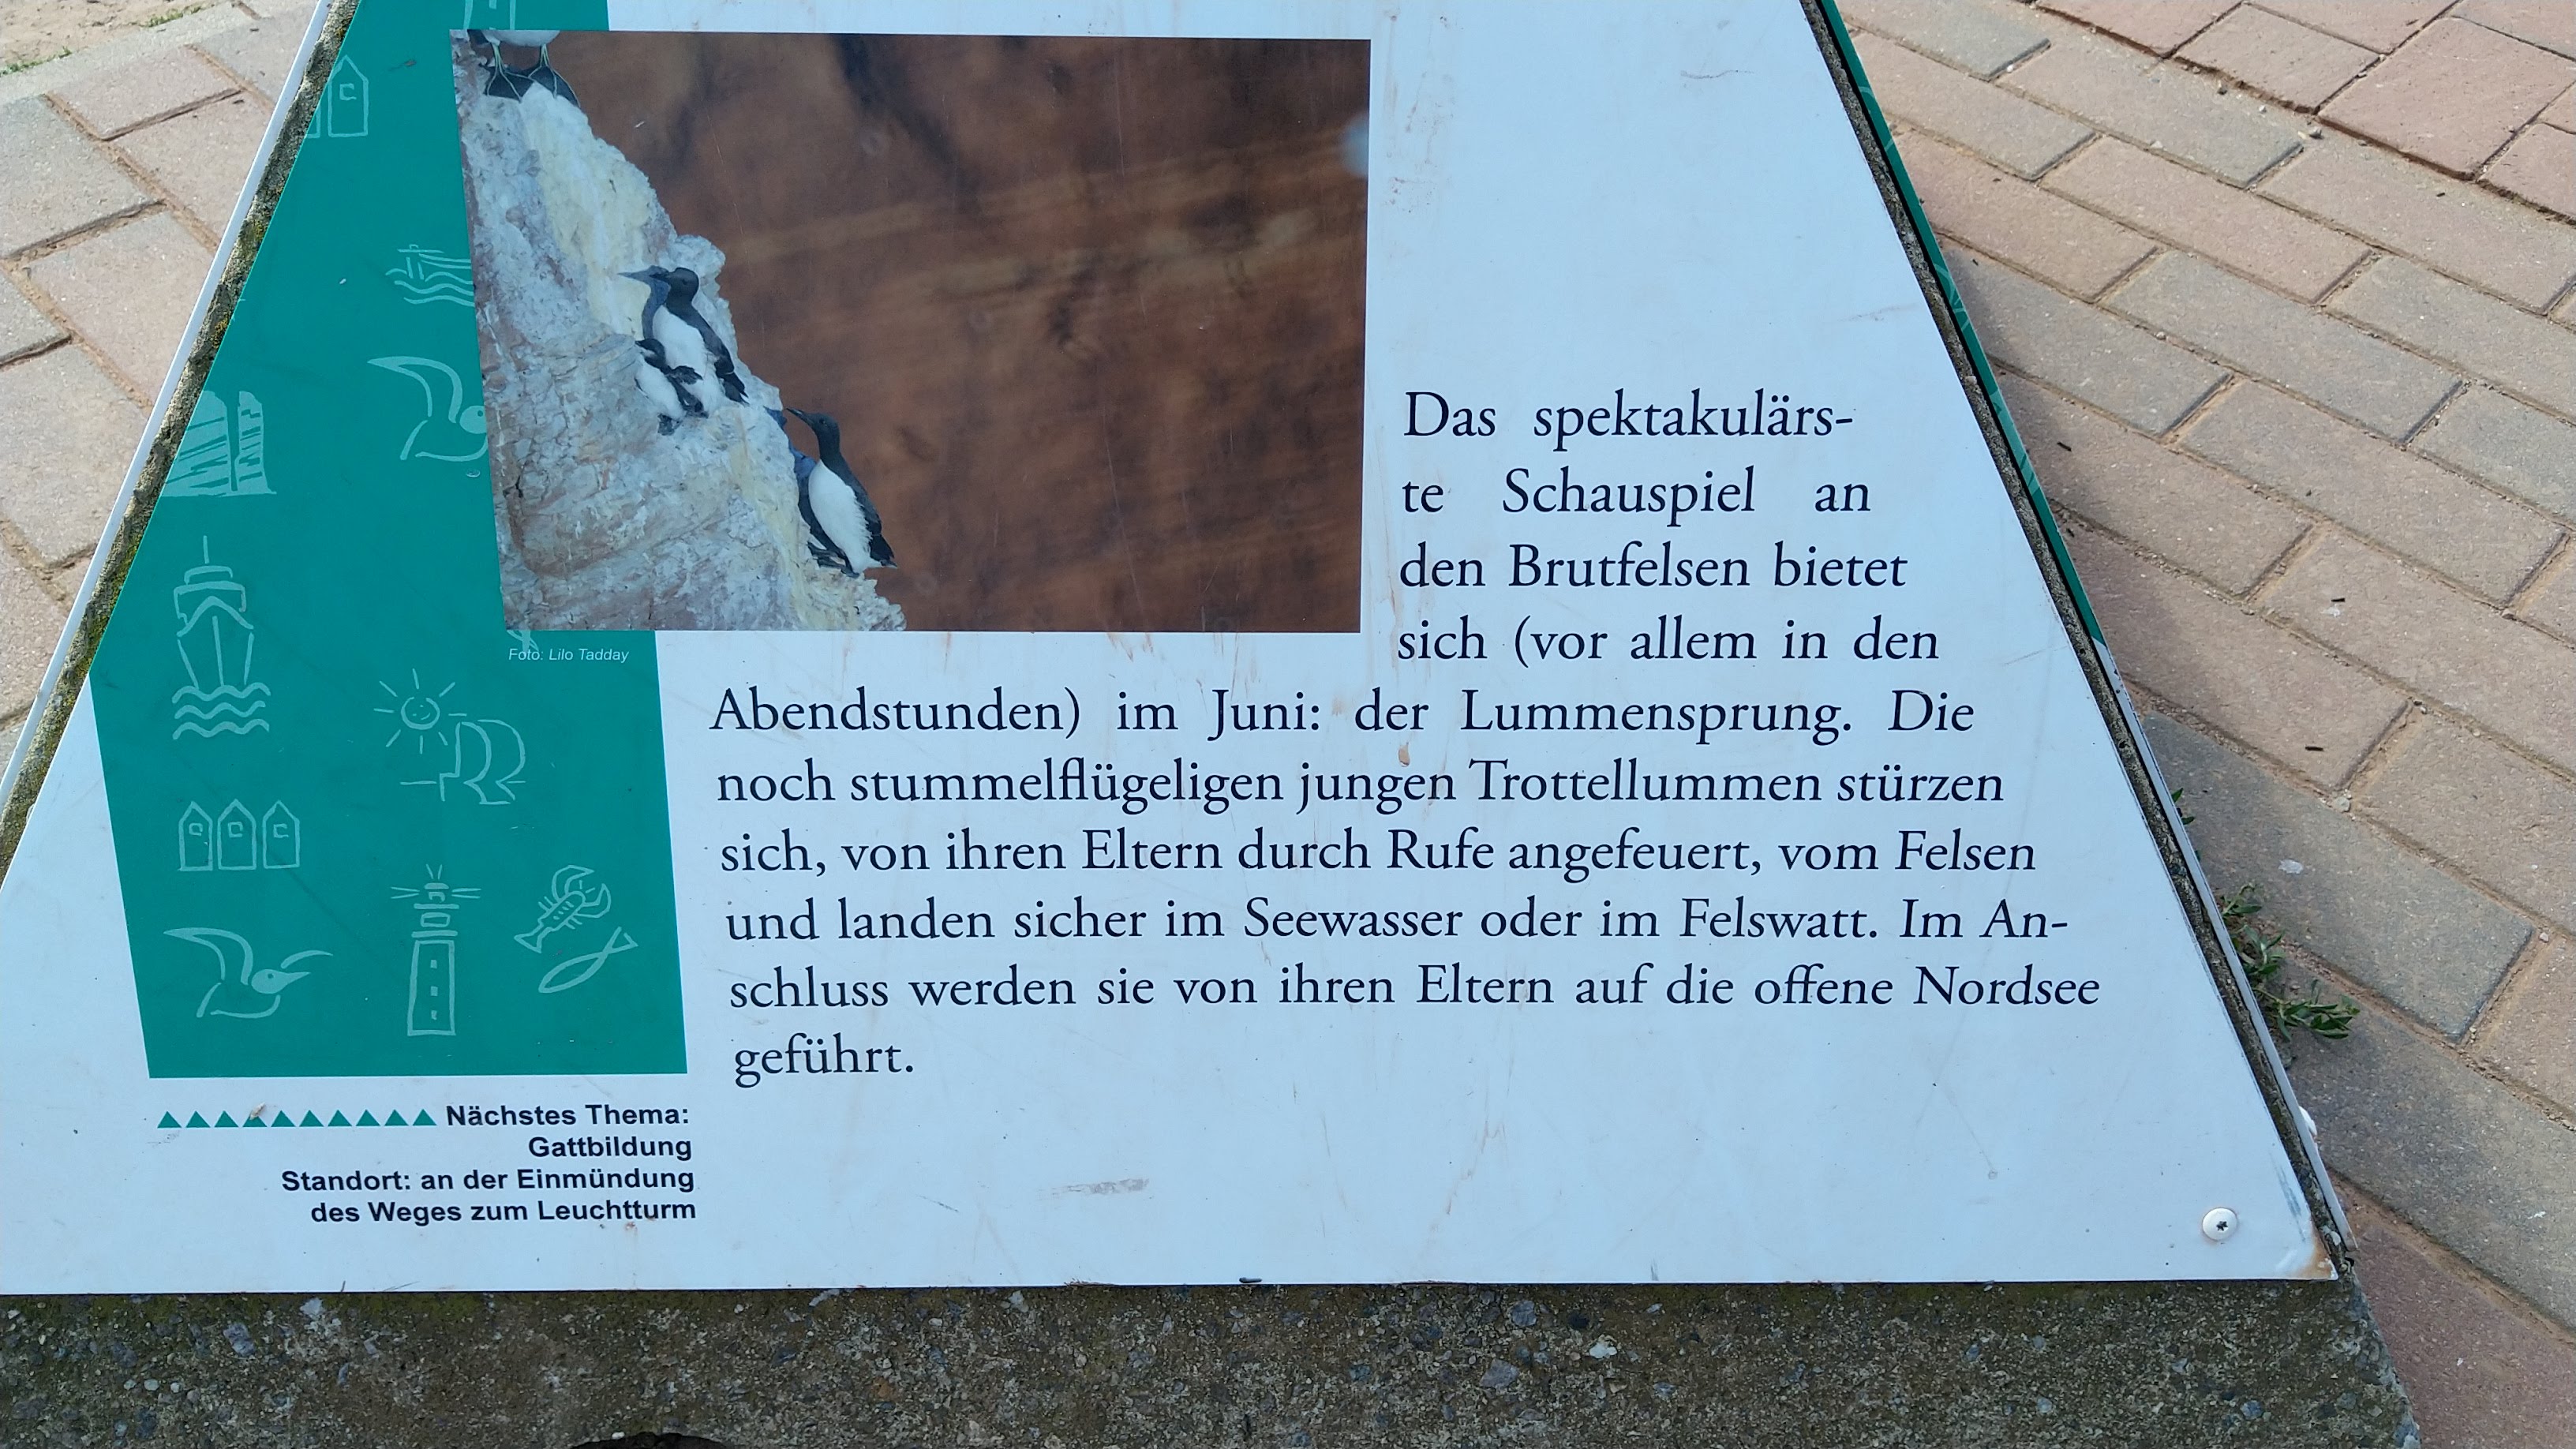 Foto: Lilo Tadday
Das spektakulärs-
te Schauspiel an
den Brutfelsen bietet
sich (vor allem in den
Abendstunden) im Juni: der Lummensprung. Die
noch stummelflügeligen jungen Trottellummen stürzen
sich, von ihren Eltern durch Rufe angefeuert, vom Felsen
und landen sicher im Seewasser oder im Felswatt. Im An-
schluss werden sie von ihren Eltern auf die offene Nordsee
geführt.
Nächstes Thema:
Gattbildung
Standort: an der Einmündung
des Weges zum Leuchtturm